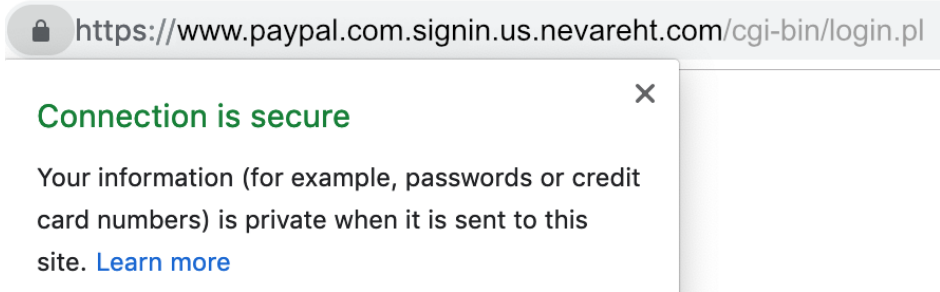 https://www.paypal.com.signin.us.nevareht.com/cgi-bin/login.pl
Connection is secure
Your information (for example, passwords or credit
card numbers) is private when it is sent to this
site. Learn more